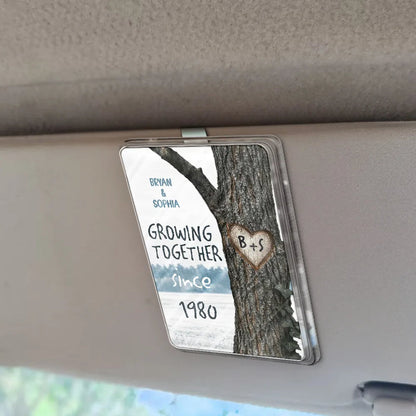 BRYAN
&
SOPHIA
GROWING
TOGETHER
since
1980
B+S